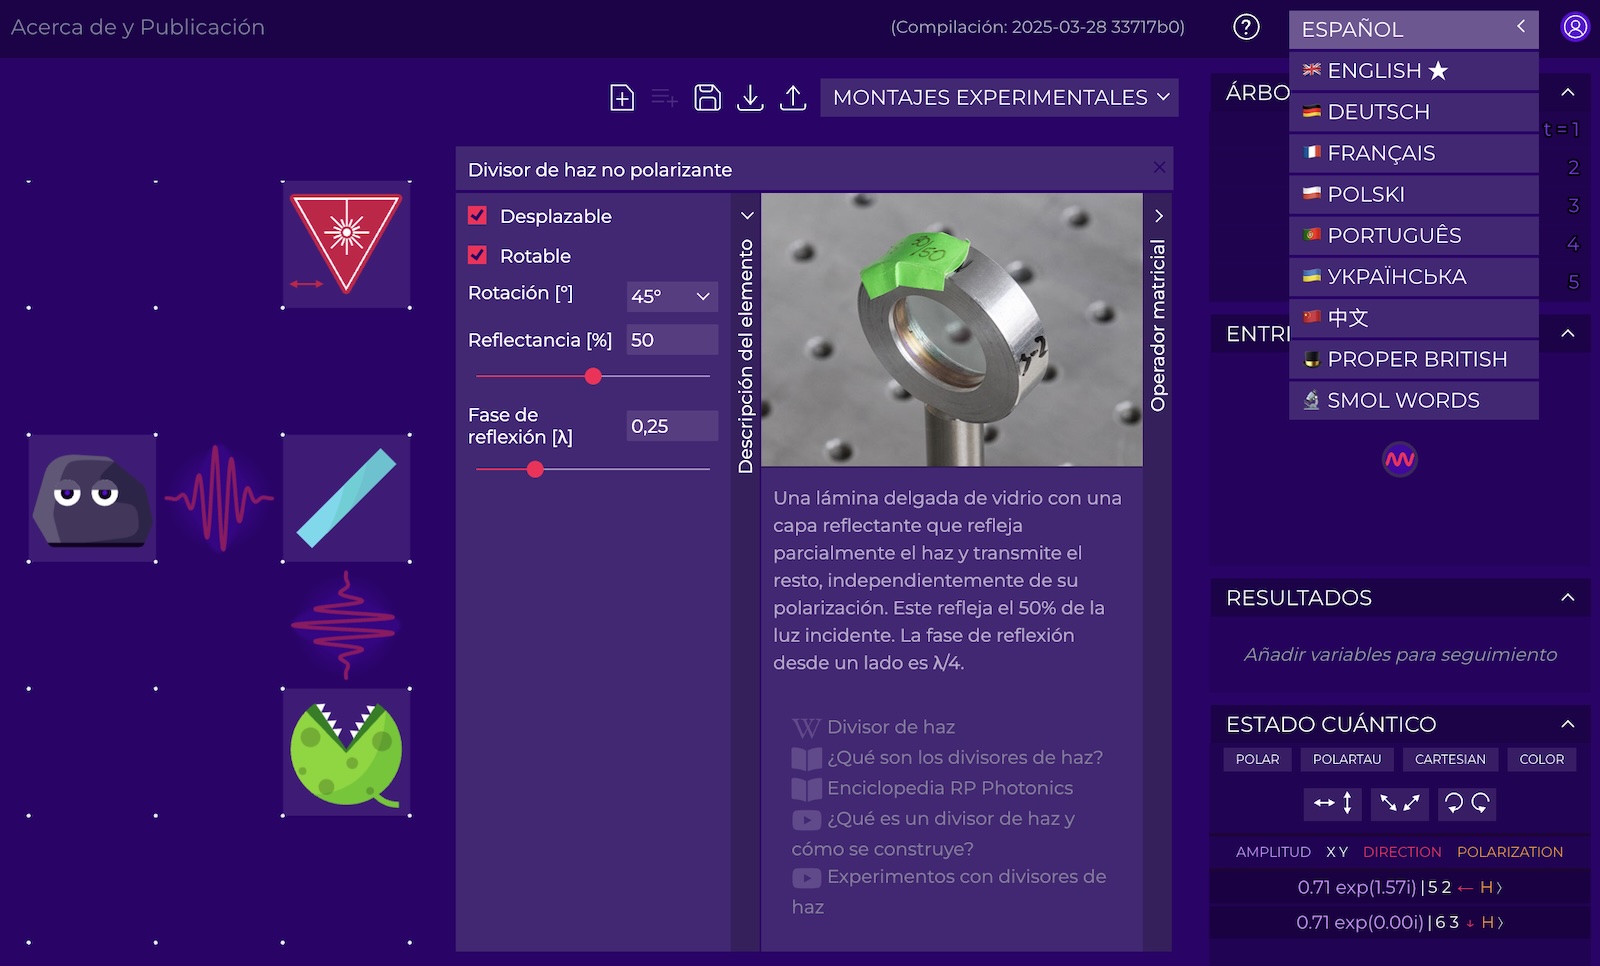 Acerca de y Publicación
(Compilación: 2025-03-28 33717b0)
?
ESPAÑOL
ENGLISH ★
DEUTSCH
FRANÇAIS
POLSKI
PORTUGUÊS
УКРАЇНСЬКА
中文
PROPER BRITISH
SMOL WORDS
MONTAJES EXPERIMENTALES
Divisor de haz no polarizante
Desplazable
Rotable
Rotación [º]
45º
Reflectancia [%]
50
Fase de
reflexión [λ]
0,25
Descripción del elemento
50
/50
Operador matricial
Una lámina delgada de vidrio con una
capa reflectante que refleja
parcialmente el haz y transmite el
resto, independientemente de su
polarización. Este refleja el 50% de la
luz incidente. La fase de reflexión
desde un lado es λ/4.
Divisor de haz
¿Qué son los divisores de haz?
Enciclopedia RP Photonics
¿Qué es un divisor de haz y
cómo se construye?
Experimentos con divisores de
haz
ÁRBO
t = 1
2
3
4
5
ENTR
RESULTADOS
Añadir variables para seguimiento
ESTADO CUÁNTICO
POLAR POLARTAU CARTESIAN COLOR
AMPLITUD X Y DIRECTION POLARIZATION
0.71 exp(1.57i) | 5 2 ← H⟩
0.71 exp(0.00i) | 6 3 ↓ H⟩